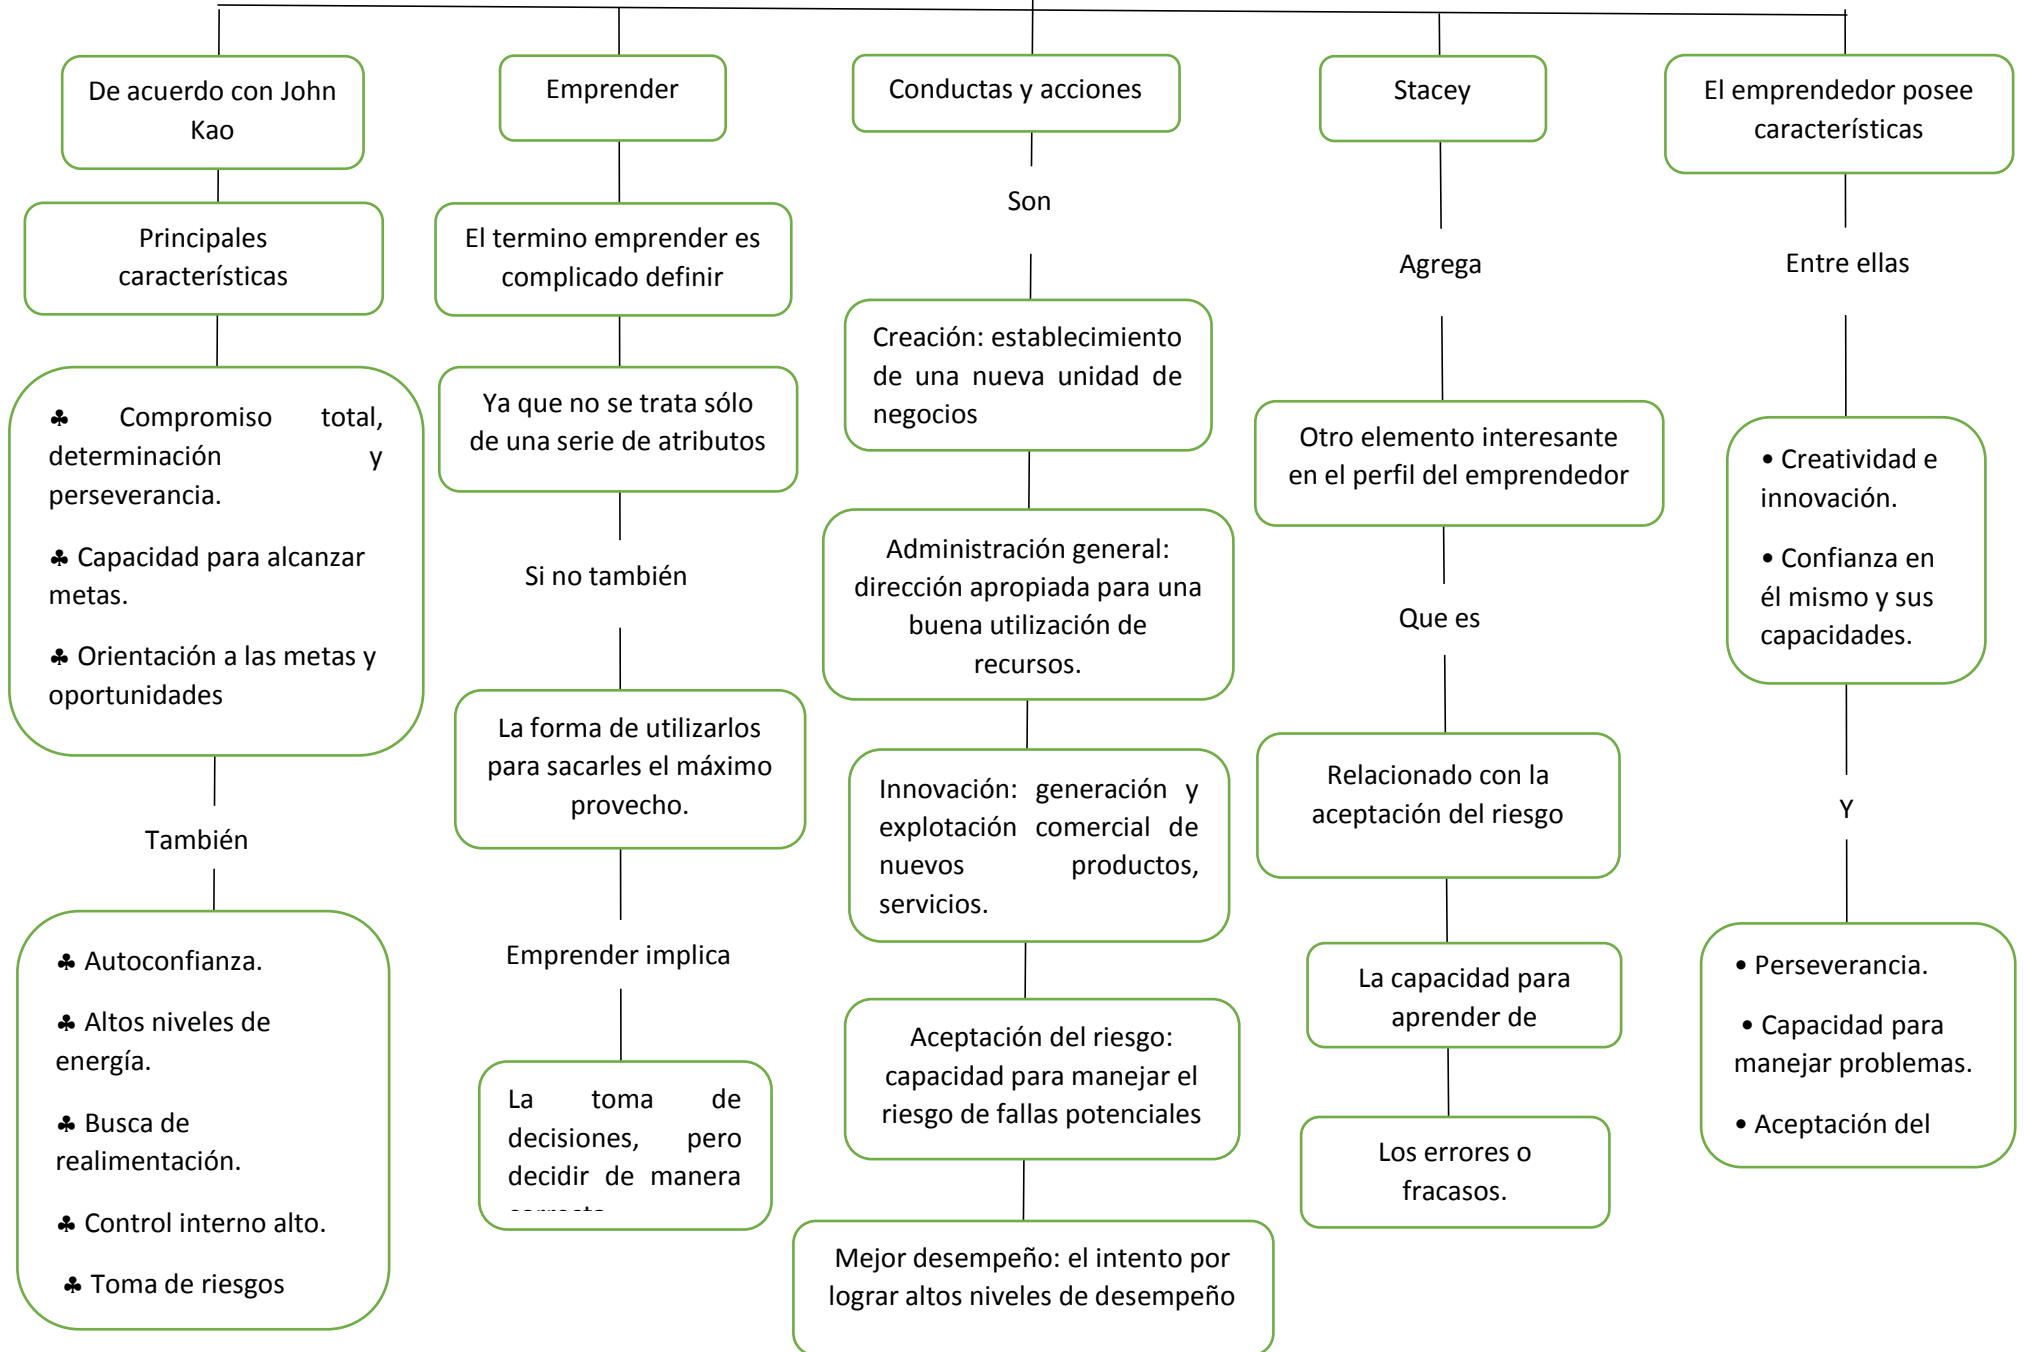 De acuerdo con John
Kao
Principales
características
♣ Compromiso total,
determinación y
perseverancia.
♣ Capacidad para alcanzar
metas.
♣ Orientación a las metas y
oportunidades
También
♣ Autoconfianza.
♣ Altos niveles de
energía.
♣ Busca de
realimentación.
♣ Control interno alto.
♣ Toma de riesgos
Emprender
El termino emprender es
complicado definir
Ya que no se trata sólo
de una serie de atributos
Si no también
La forma de utilizarlos
para sacarles el máximo
provecho.
Emprender implica
La toma de
decisiones, pero
decidir de manera
Conductas y acciones
Son
Creación: establecimiento
de una nueva unidad de
negocios
Administración general:
dirección apropiada para una
buena utilización de
recursos.
Innovación: generación y
explotación comercial de
nuevos productos,
servicios.
Aceptación del riesgo:
capacidad para manejar el
riesgo de fallas potenciales
Mejor desempeño: el intento por
lograr altos niveles de desempeño
Stacey
Agrega
Otro elemento interesante
en el perfil del emprendedor
Que es
Relacionado con la
aceptación del riesgo
La capacidad para
aprender de
Los errores o
fracasos.
El emprendedor posee
características
Entre ellas
• Creatividad e
innovación.
• Confianza en
él mismo y sus
capacidades.
Y
• Perseverancia.
• Capacidad para
manejar problemas.
• Aceptación del